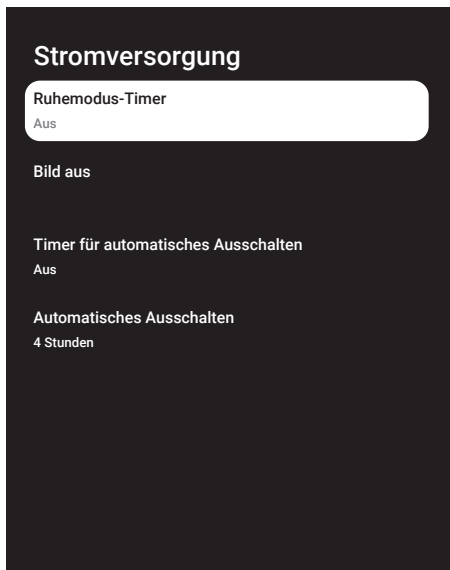 Stromversorgung
Ruhemodus-Timer
Aus
Bild aus
Timer für automatisches Ausschalten
Aus
Automatisches Ausschalten
4 Stunden